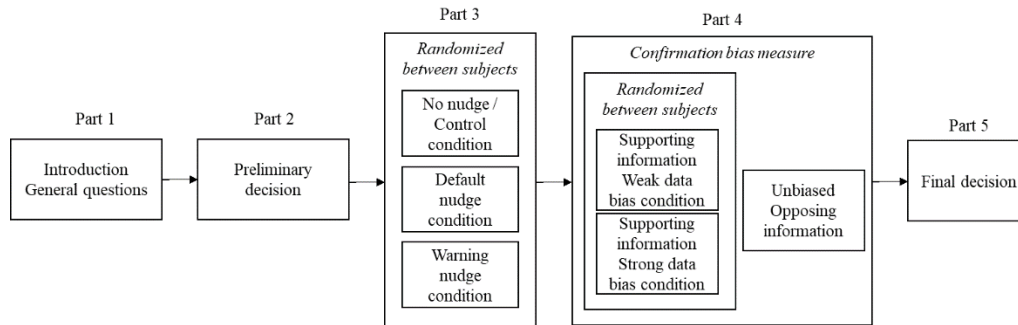 Part 1
Introduction
General questions
Part 2
Preliminary
decision
Part 3
Randomized
between subjects
No nudge /
Control
condition
Default
nudge
condition
Warning
nudge
condition
Part 4
Confirmation bias measure
Randomized
between subjects
Supporting
information
Weak data
bias condition
Supporting
information
Strong data
bias condition
Unbiased
Opposing
information
Part 5
Final decision